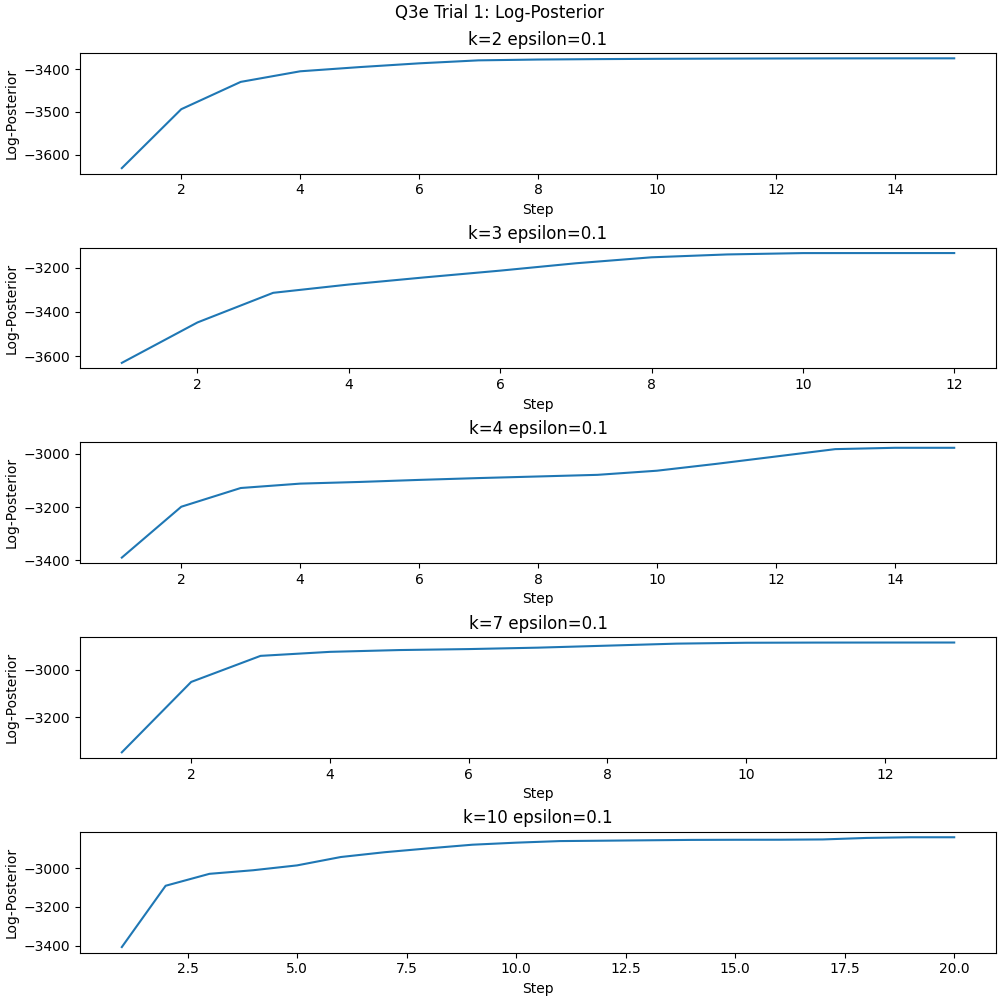 Q3e Trial 1: Log-Posterior
k=2 epsilon=0.1
Log-Posterior
−3400
−3500
−3600
2 4 6 8 10 12 14
Step
k=3 epsilon=0.1
Log-Posterior
−3200
−3400
−3600
2 4 6 8 10 12
Step
k=4 epsilon=0.1
Log-Posterior
−3000
−3200
−3400
2 4 6 8 10 12 14
Step
k=7 epsilon=0.1
Log-Posterior
−3000
−3200
2 4 6 8 10 12
Step
k=10 epsilon=0.1
Log-Posterior
−3000
−3200
−3400
2.5 5.0 7.5 10.0 12.5 15.0 17.5 20.0
Step